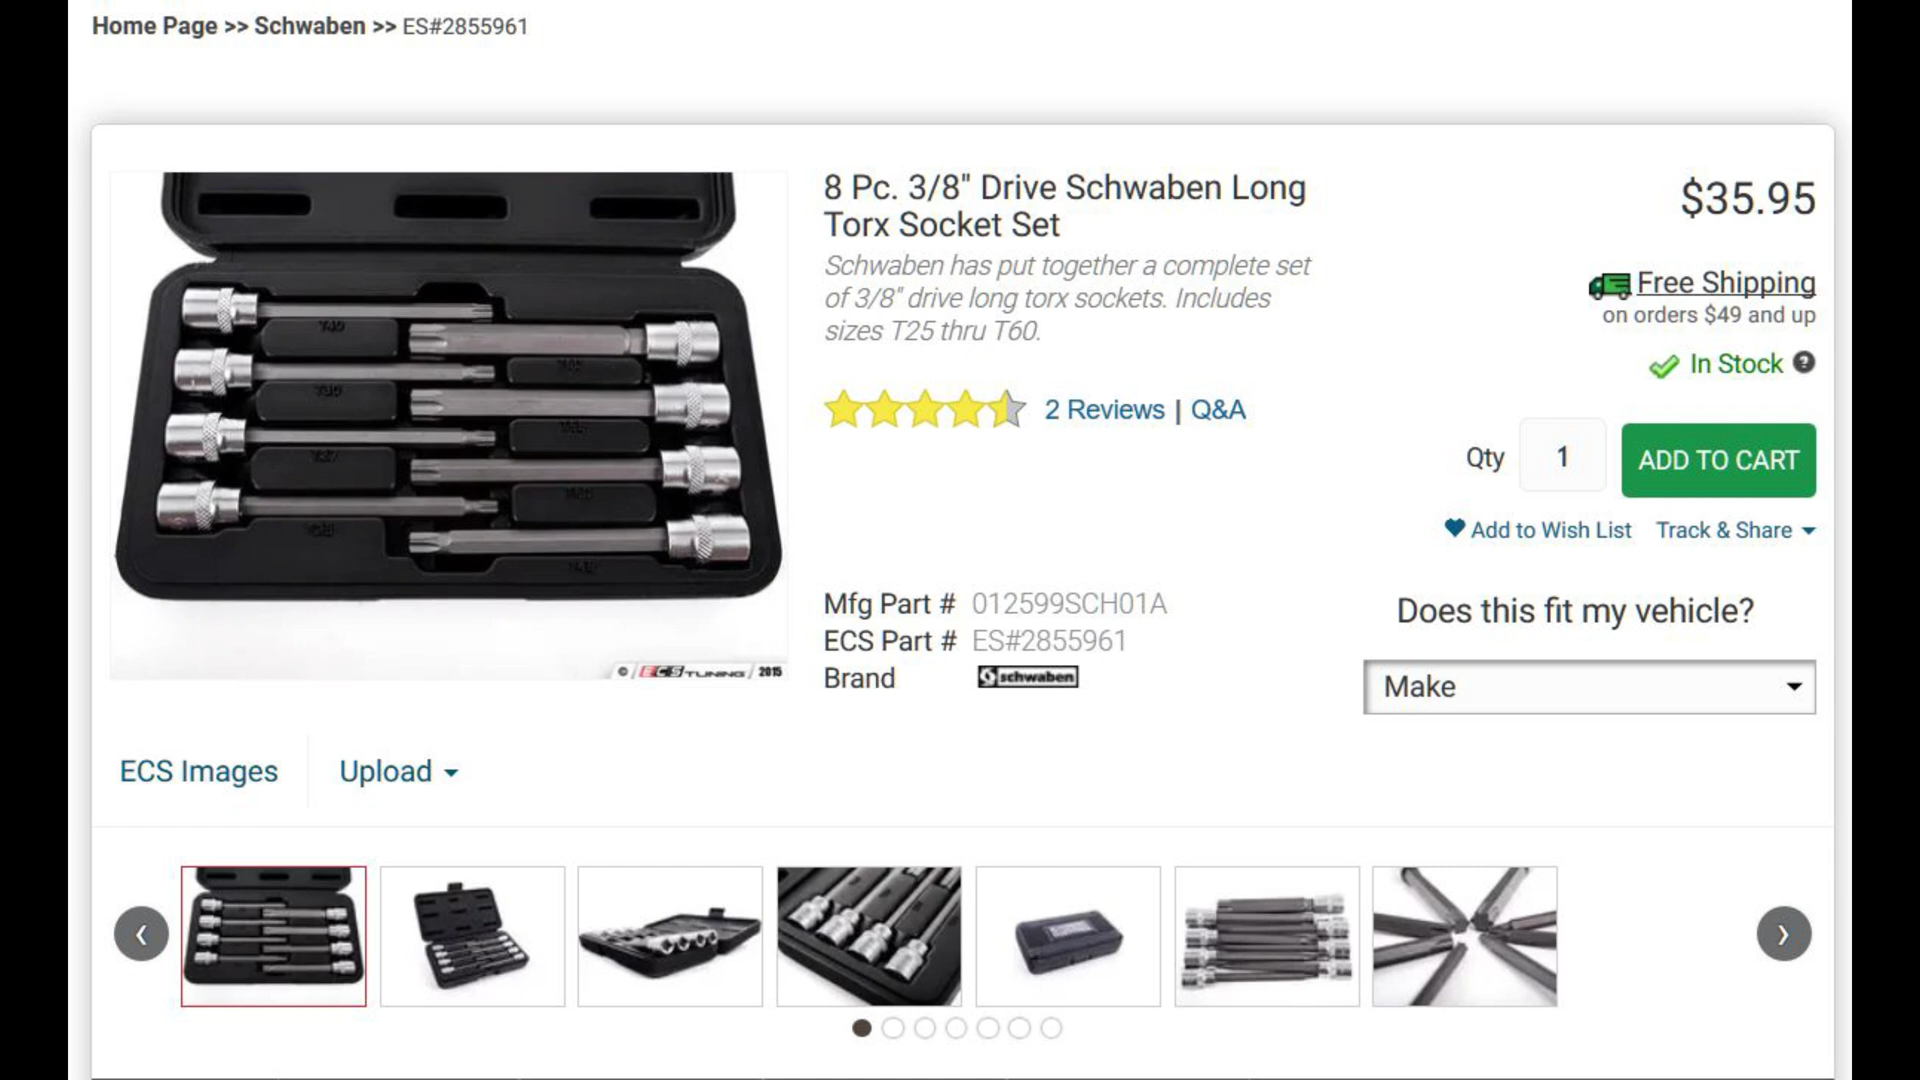 Home Page >> Schwaben >> ES#2855961
8 Pc. 3/8" Drive Schwaben Long
Torx Socket Set
Schwaben has put together a complete set
of 3/8" drive long torx sockets. Includes
sizes T25 thru T60.
2 Reviews | Q&A
$35.95
Free Shipping
on orders $49 and up
In Stock ?
Qty 1 ADD TO CART
Add to Wish List Track & Share
Mfg Part # 012599SCH01A
ECS Part # ES#2855961
Brand schwaben
Does this fit my vehicle?
Make
© ECS TUNING 2015
ECS Images Upload